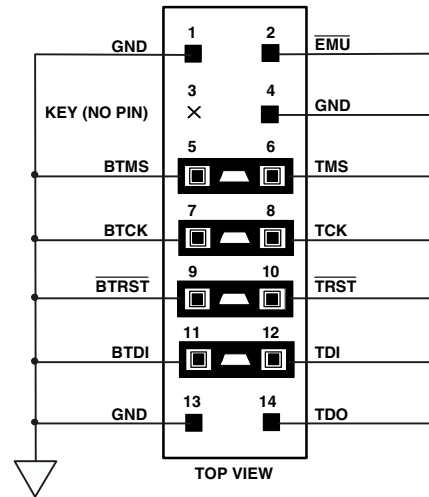 1 2
GND EMU
3 4
KEY (NO PIN) GND
5 6
BTMS TMS
7 8
BTCK TCK
9 10
BTRST TRST
11 12
BTDI TDI
13 14
GND TDO
TOP VIEW